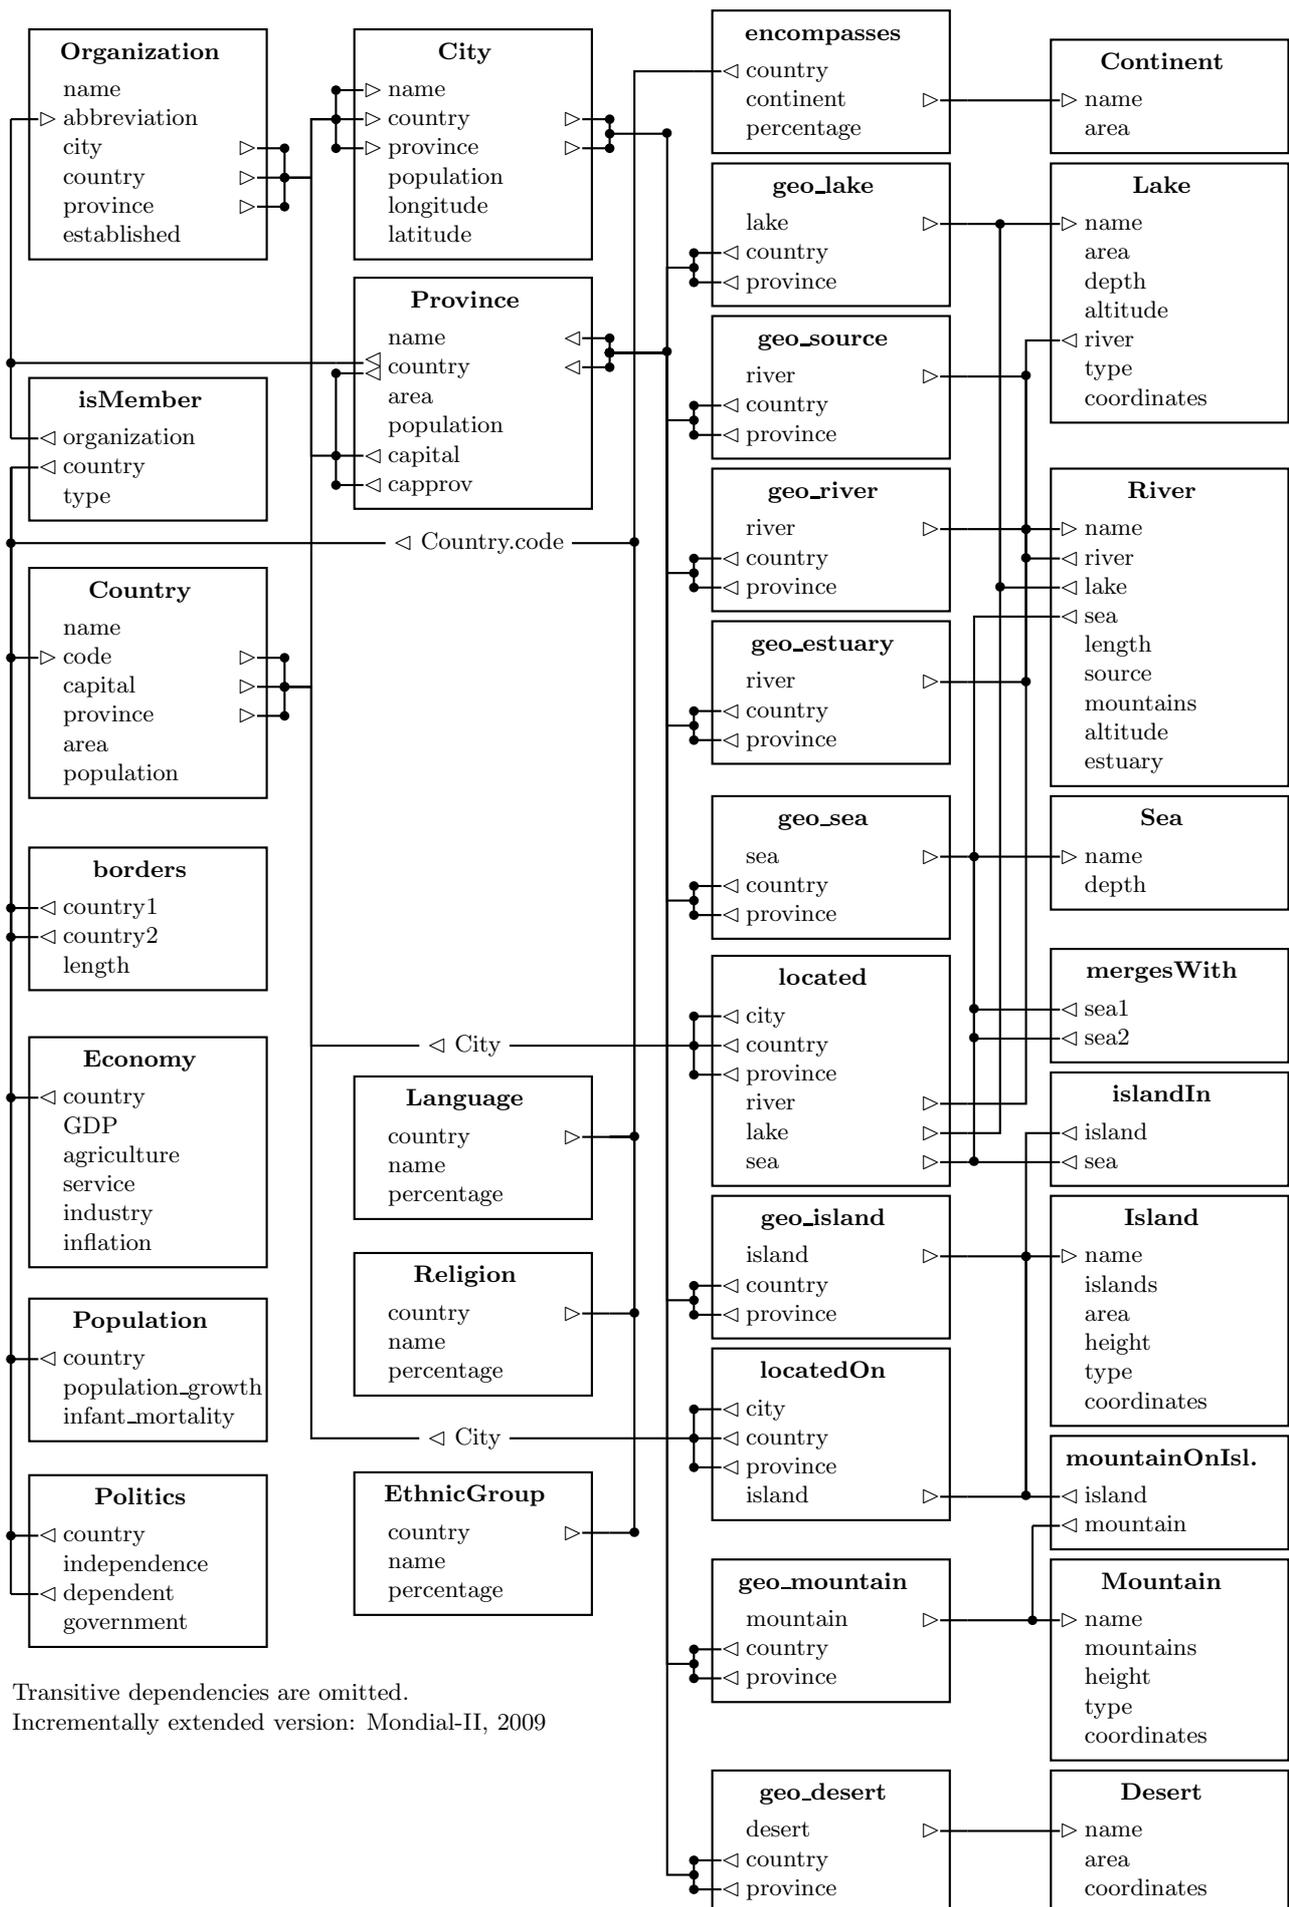 Organization
name
abbreviation
city
country
province
established
isMember
organization
country
type
Country
name
code
capital
province
area
population
borders
country1
country2
length
Economy
country
GDP
agriculture
service
industry
inflation
Population
country
population_growth
infant_mortality
Politics
country
independence
dependent
government
Transitive dependencies are omitted.
Incrementally extended version: Mondial-II, 2009
City
name
country
province
population
longitude
latitude
Province
name
country
area
population
capital
capprov
Country.code
City
Language
country
name
percentage
Religion
country
name
percentage
City
EthnicGroup
country
name
percentage
encompasses
country
continent
percentage
geo_lake
lake
country
province
geo_source
river
country
province
geo_river
river
country
province
geo_estuary
river
country
province
geo_sea
sea
country
province
located
city
country
province
river
lake
sea
geo_island
island
country
province
locatedOn
city
country
province
island
geo_mountain
mountain
country
province
geo_desert
desert
country
province
Continent
name
area
Lake
name
area
depth
altitude
river
type
coordinates
River
name
river
lake
sea
length
source
mountains
altitude
estuary
Sea
name
depth
mergesWith
sea1
sea2
islandIn
island
sea
Island
name
islands
area
height
type
coordinates
mountainOnIsl.
island
mountain
Mountain
name
mountains
height
type
coordinates
Desert
name
area
coordinates